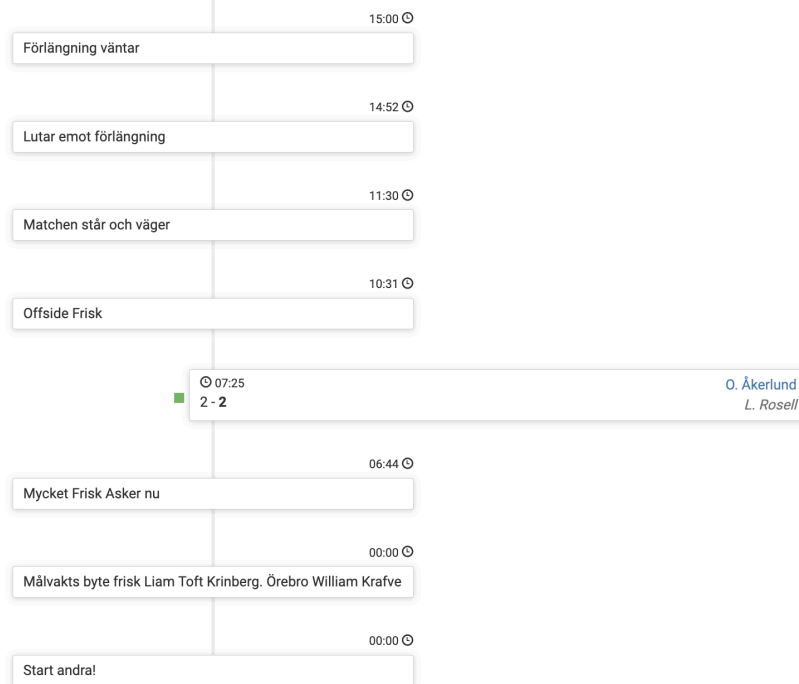 15:00
Förlängning väntar
14:52
Lutar emot förlängning
11:30
Matchen står och väger
10:31
Offside Frisk
07:25
O. Åkerlund
2 - 2
L. Rosell
06:44
Mycket Frisk Asker nu
00:00
Målvakts byte frisk Liam Toft Krinberg. Örebro William Krafve
00:00
Start andra!